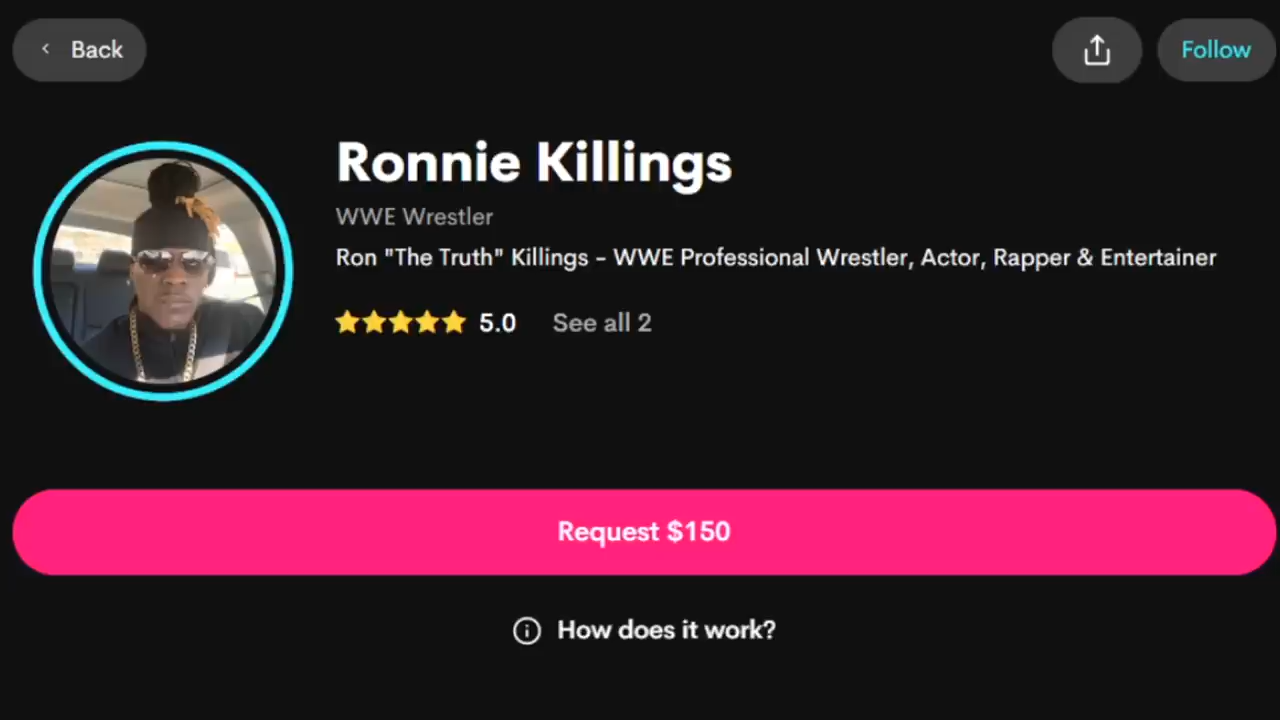 Back
Follow
Ronnie Killings
WWE Wrestler
Ron "The Truth" Killings - WWE Professional Wrestler, Actor, Rapper & Entertainer
5.0 See all 2
Request $150
How does it work?